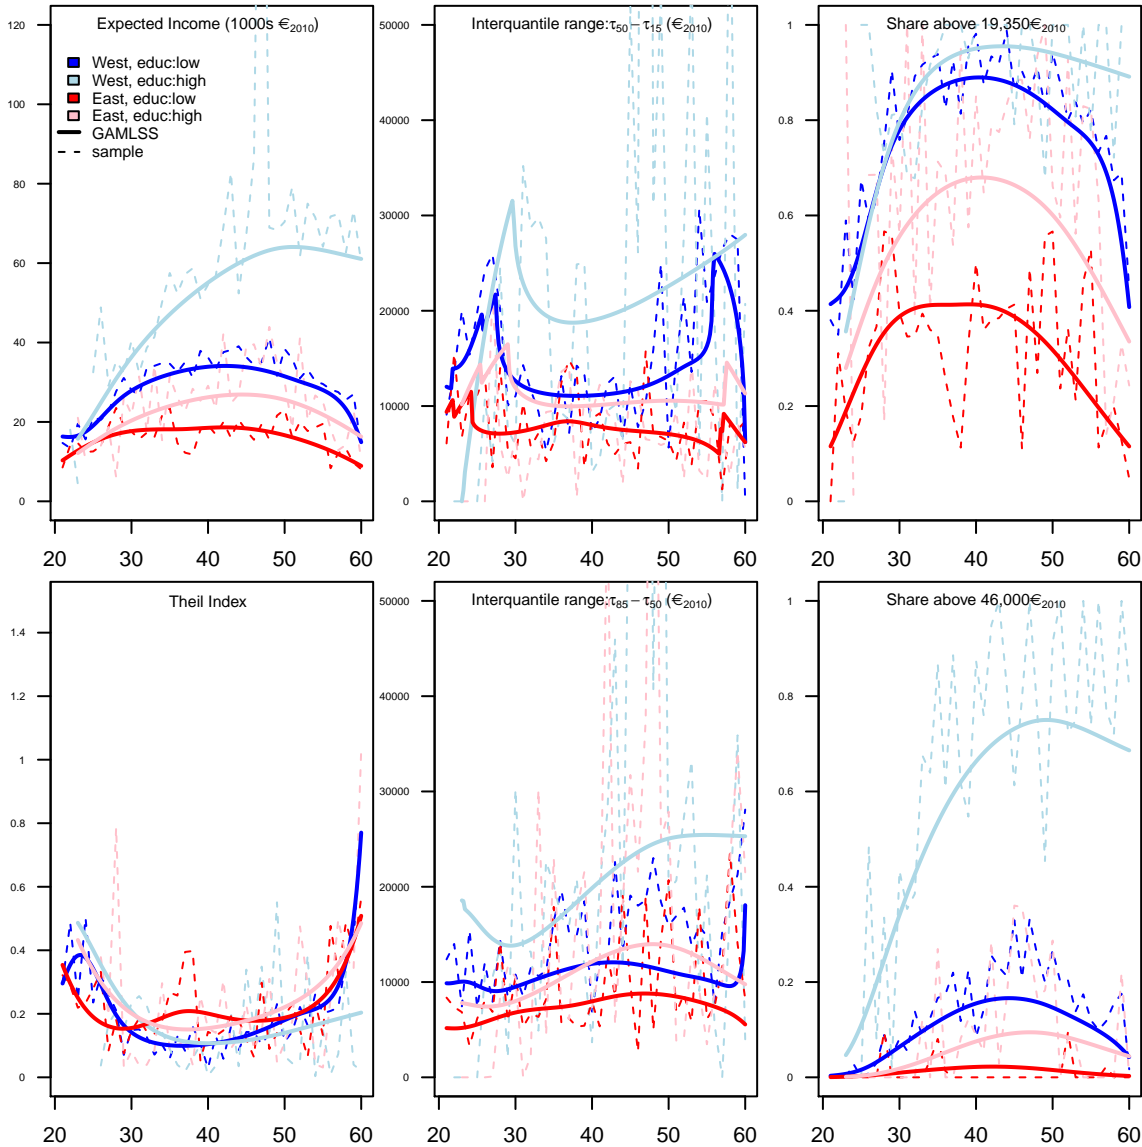 Expected Income (1000s €2010)
120
100
80
60
40
20
0
West, educ:low
West, educ:high
East, educ:low
East, educ:high
GAMLSS
sample
20 30 40 50 60
Interquantile range:τ50−τ15 (€2010)
50000
40000
30000
20000
10000
0
20 30 40 50 60
Share above 19,350€2010
1
0.8
0.6
0.4
0.2
0
20 30 40 50 60
Theil Index
1.4
1.2
1
0.8
0.6
0.4
0.2
0
20 30 40 50 60
Interquantile range:τ85−τ50 (€2010)
50000
40000
30000
20000
10000
0
20 30 40 50 60
Share above 46,000€2010
1
0.8
0.6
0.4
0.2
0
20 30 40 50 60